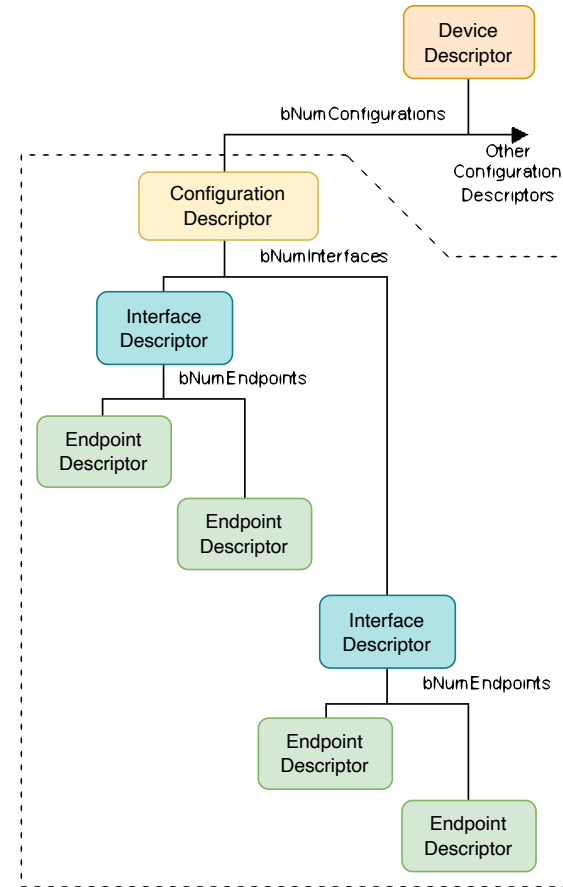 Device
Descriptor
bNumConfigurations
Other
Configuration
Descriptors
Configuration
Descriptor
bNumInterfaces
Interface
Descriptor
bNumEndpoints
Endpoint
Descriptor
Endpoint
Descriptor
Interface
Descriptor
bNumEndpoints
Endpoint
Descriptor
Endpoint
Descriptor